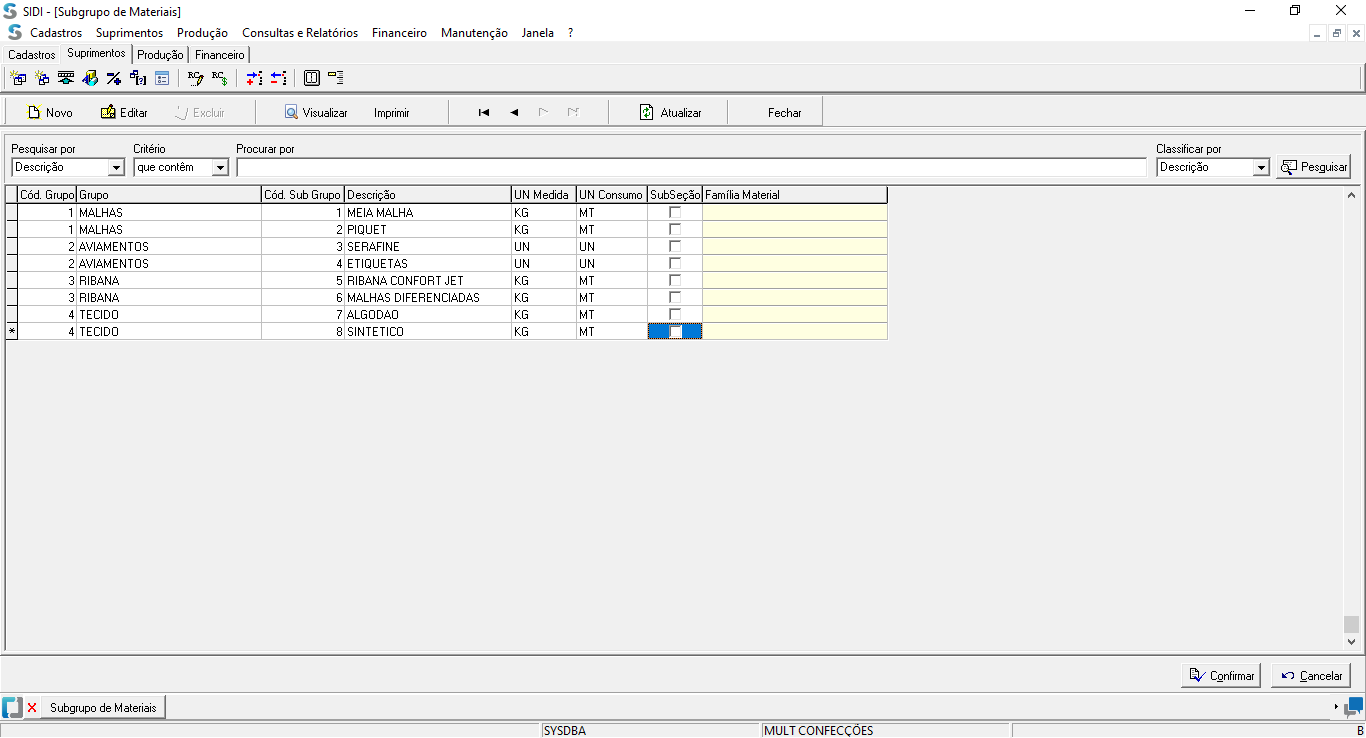 SIDI - [Subgrupo de Materiais]
Cadastros Suprimentos Produção Consultas e Relatórios Financeiro Manutenção Janela ?
Cadastros Suprimentos Produção Financeiro
Novo Editar Excluir Visualizar Imprimir Atualizar Fechar
Pesquisar por Critério Procurar por Classificar por
Descrição que contêm Descrição Pesquisar
Cód. Grupo Grupo Cód. Sub Grupo Descrição UN Medida UN Consumo SubSeção Família Material
1 MALHAS 1 MEIA MALHA KG MT
1 MALHAS 2 PIQUET KG MT
2 AVIAMENTOS 3 SERAFINE UN UN
2 AVIAMENTOS 4 ETIQUETAS UN UN
3 RIBANA 5 RIBANA CONFORT JET KG MT
3 RIBANA 6 MALHAS DIFERENCIADAS KG MT
4 TECIDO 7 ALGODAO KG MT
* 4 TECIDO 8 SINTETICO KG MT
Confirmar Cancelar
Subgrupo de Materiais
SYSDBA MULT CONFECÇÕES B